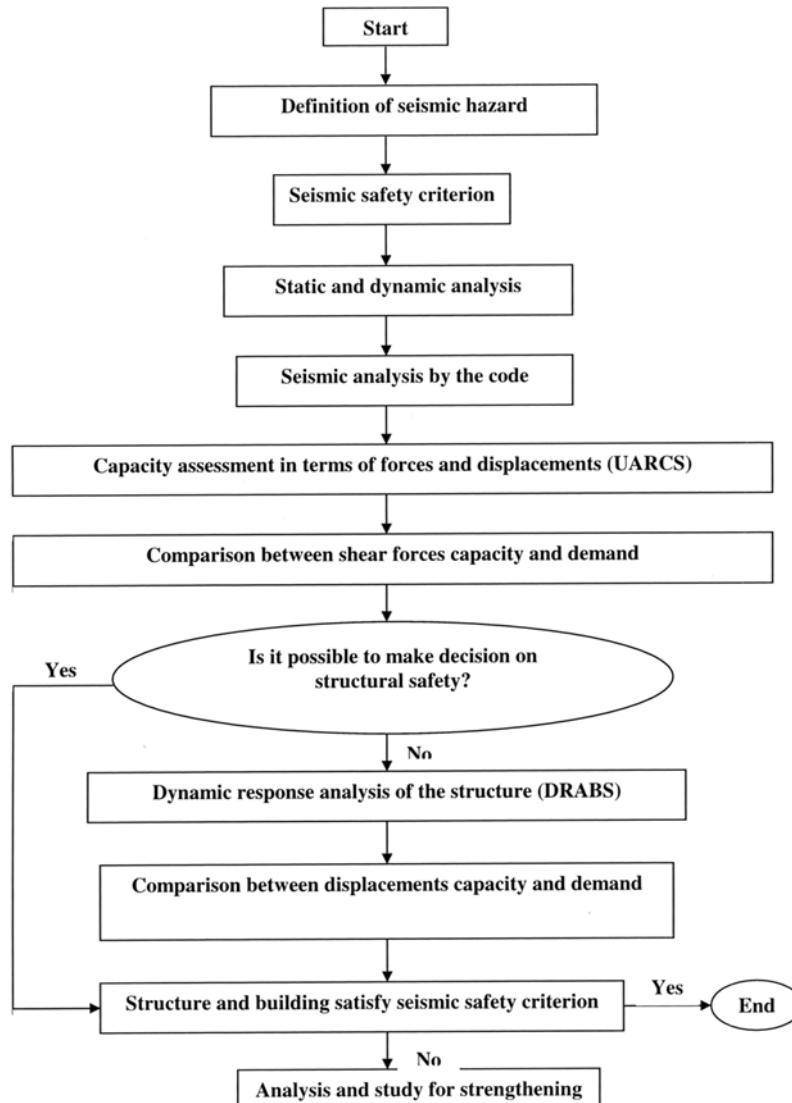 Start
Definition of seismic hazard
Seismic safety criterion
Static and dynamic analysis
Seismic analysis by the code
Capacity assessment in terms of forces and displacements (UARCS)
Comparison between shear forces capacity and demand
Yes
Is it possible to make decision on
structural safety?
No
Dynamic response analysis of the structure (DRABS)
Comparison between displacements capacity and demand
Structure and building satisfy seismic safety criterion
Yes
End
No
Analysis and study for strengthening